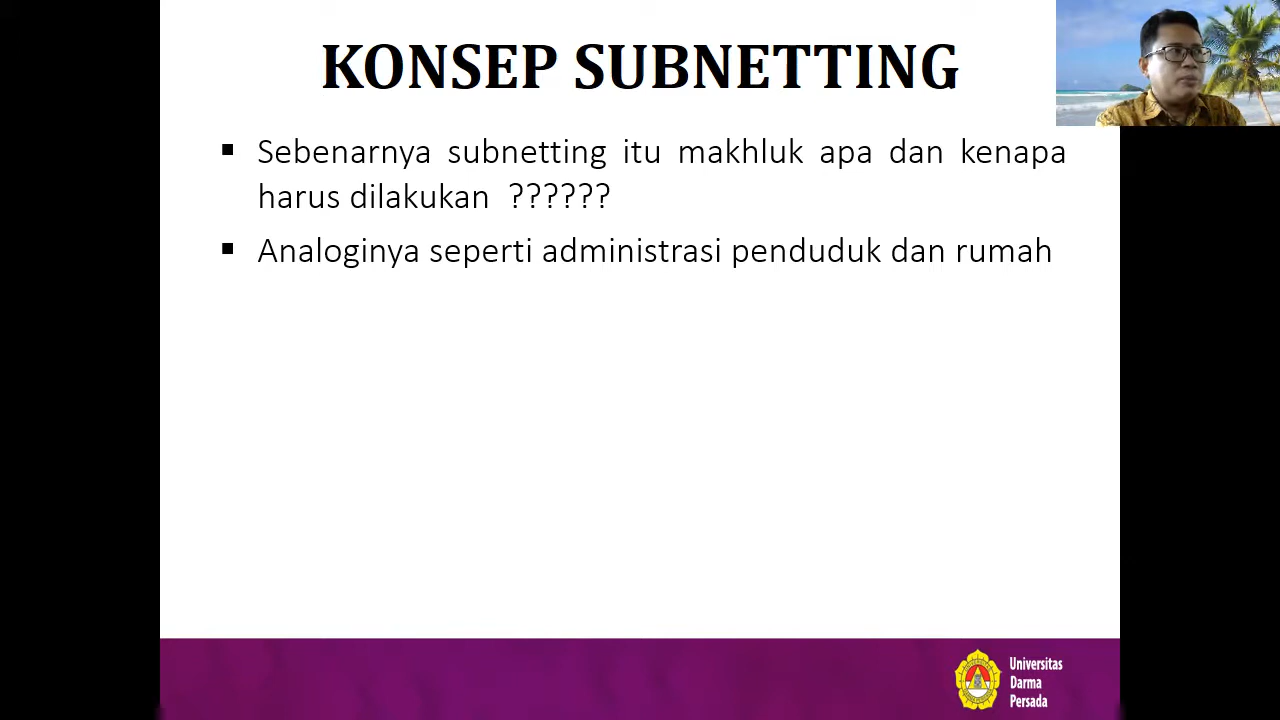 KONSEP SUBNETTING
▪ Sebenarnya subnetting itu makhluk apa dan kenapa
harus dilakukan ??????
▪ Analoginya seperti administrasi penduduk dan rumah
Universitas
Darma
Persada